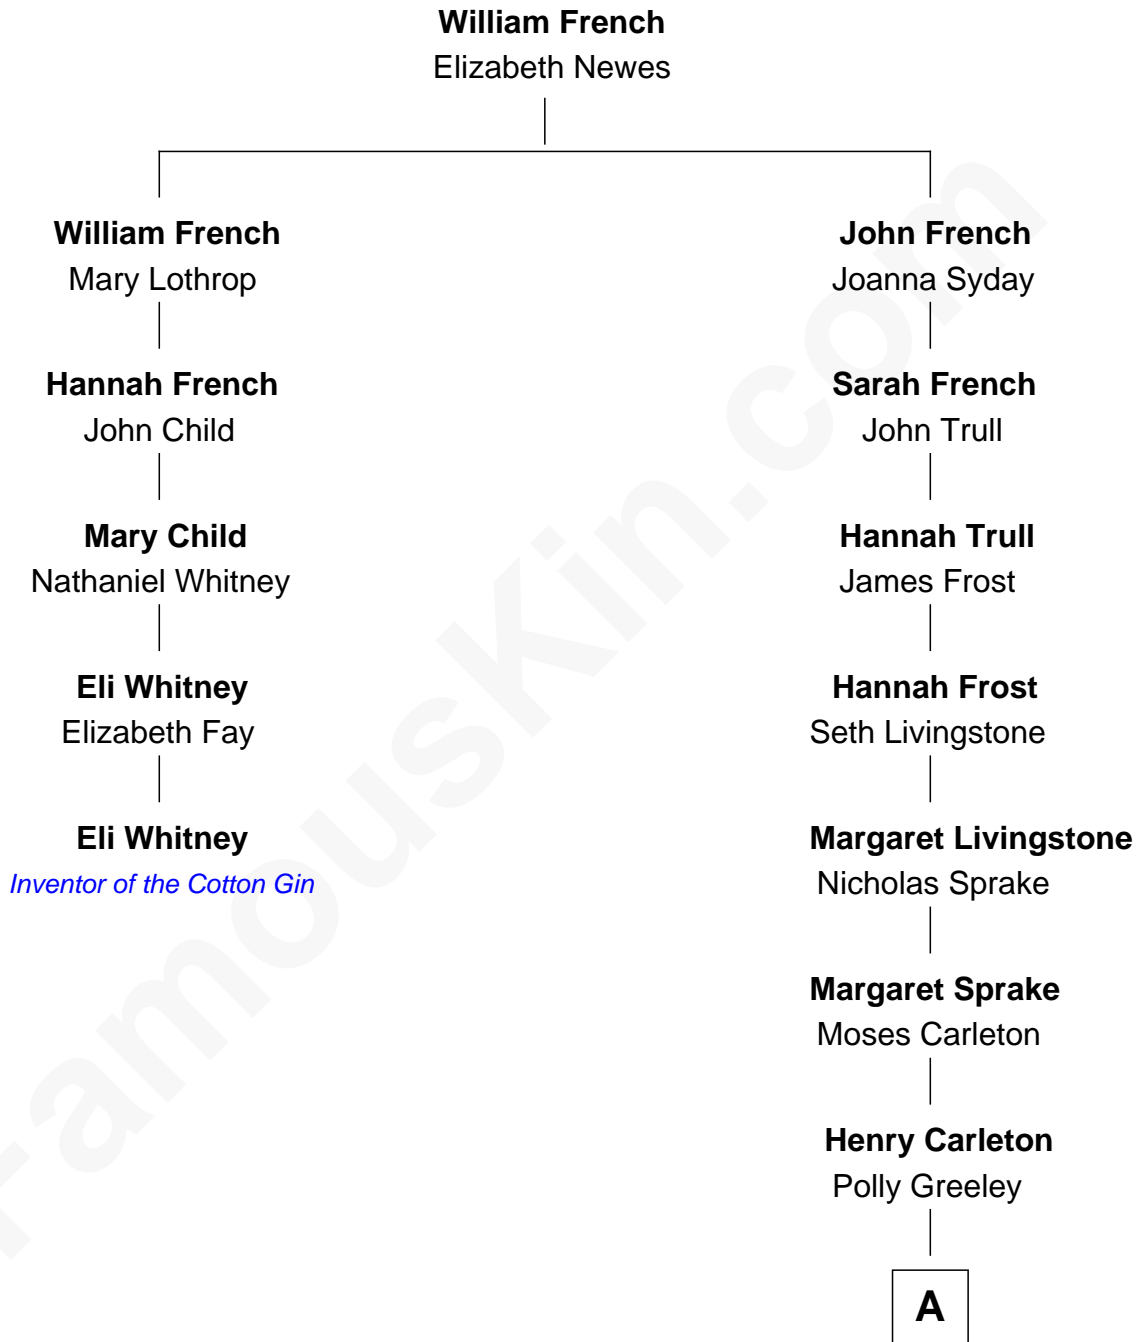 William French
Elizabeth Newes
William French
Mary Lothrop
John French
Joanna Syday
Hannah French
John Child
Sarah French
John Trull
Mary Child
Nathaniel Whitney
Hannah Trull
James Frost
Eli Whitney
Elizabeth Fay
Hannah Frost
Seth Livingstone
Eli Whitney
Inventor of the Cotton Gin
Margaret Livingstone
Nicholas Sprake
Margaret Sprake
Moses Carleton
Henry Carleton
Polly Greeley
A
FamousKin.com